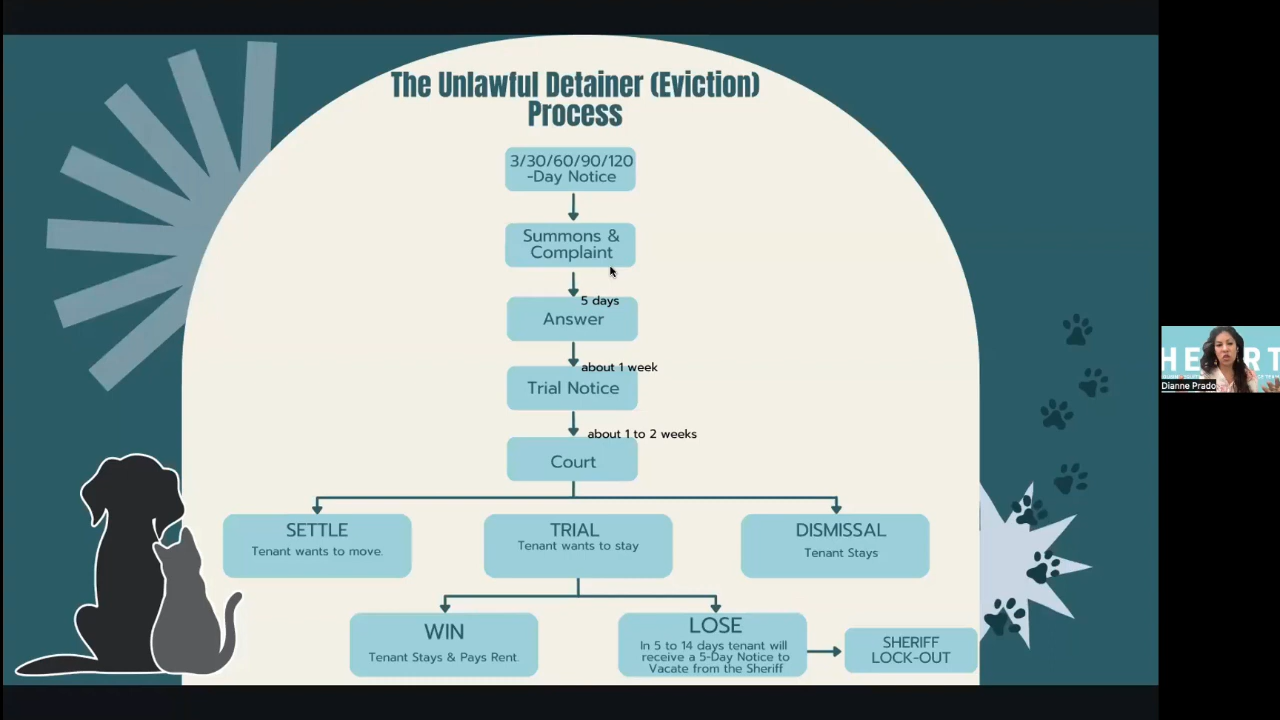 The Unlawful Detainer (Eviction)
Process
3/30/60/90/120
-Day Notice
Summons &
Complaint
5 days
Answer
about 1 week
Trial Notice
about 1 to 2 weeks
Court
SETTLE
Tenant wants to move.
TRIAL
Tenant wants to stay
DISMISSAL
Tenant Stays
WIN
Tenant Stays & Pays Rent.
LOSE
In 5 to 14 days tenant will
receive a 5-Day Notice to
Vacate from the Sheriff
SHERIFF
LOCK-OUT
HE RT
Dianne Prado